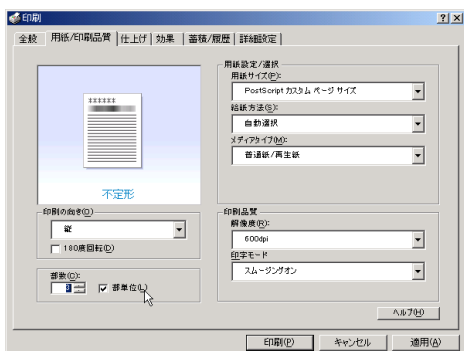 印刷
全般 用紙/印刷品質 仕上げ 効果 蓄積/履歴 詳細設定
不定形
印刷の向き(O)
縦
180度回転(D)
部数(C):
部単位(L)
用紙設定/選択
用紙サイズ(P):
PostScript カスタム ページ サイズ
給紙方法(S):
自動選択
メディアタイプ(M):
普通紙/再生紙
印刷品質
解像度(R):
600dpi
印字モード
スムージングオン
ヘルプ(H)
印刷(P) キャンセル 適用(A)